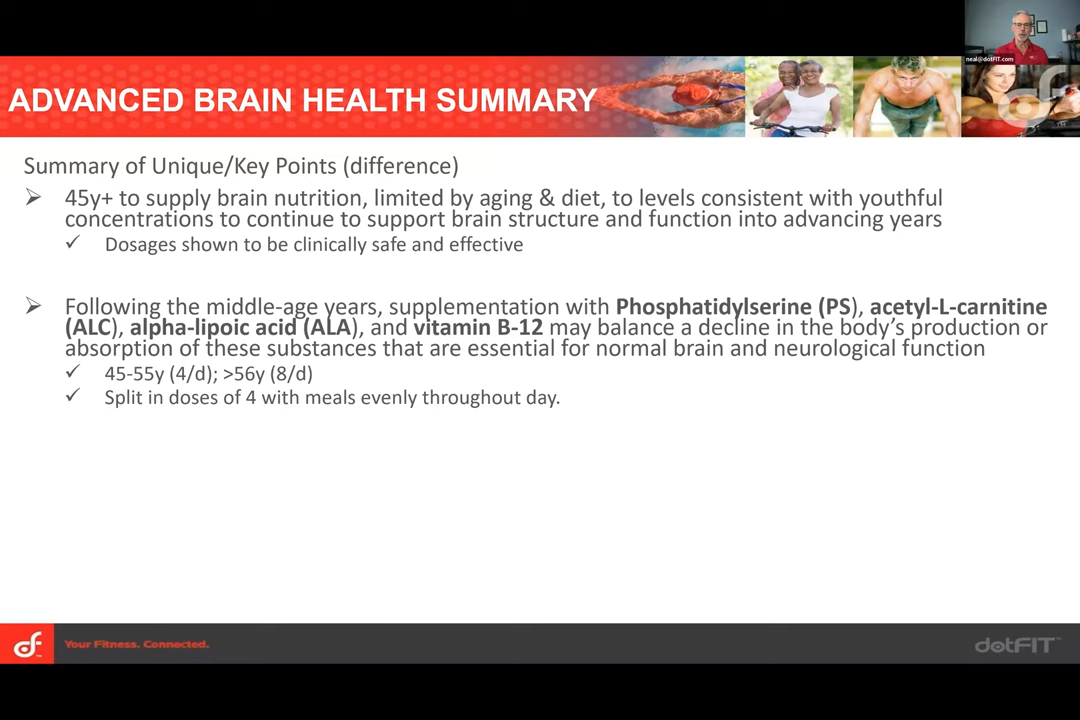 neal@dotFIT.com
ADVANCED BRAIN HEALTH SUMMARY
Summary of Unique/Key Points (difference)
45y+ to supply brain nutrition, limited by aging & diet, to levels consistent with youthful
concentrations to continue to support brain structure and function into advancing years
Dosages shown to be clinically safe and effective
Following the middle-age years, supplementation with Phosphatidylserine (PS), acetyl-L-carnitine
(ALC), alpha-lipoic acid (ALA), and vitamin B-12 may balance a decline in the body's production or
absorption of these substances that are essential for normal brain and neurological function
45-55y (4/d); >56y (8/d)
Split in doses of 4 with meals evenly throughout day.
df Your Fitness. Connected. dotFIT™